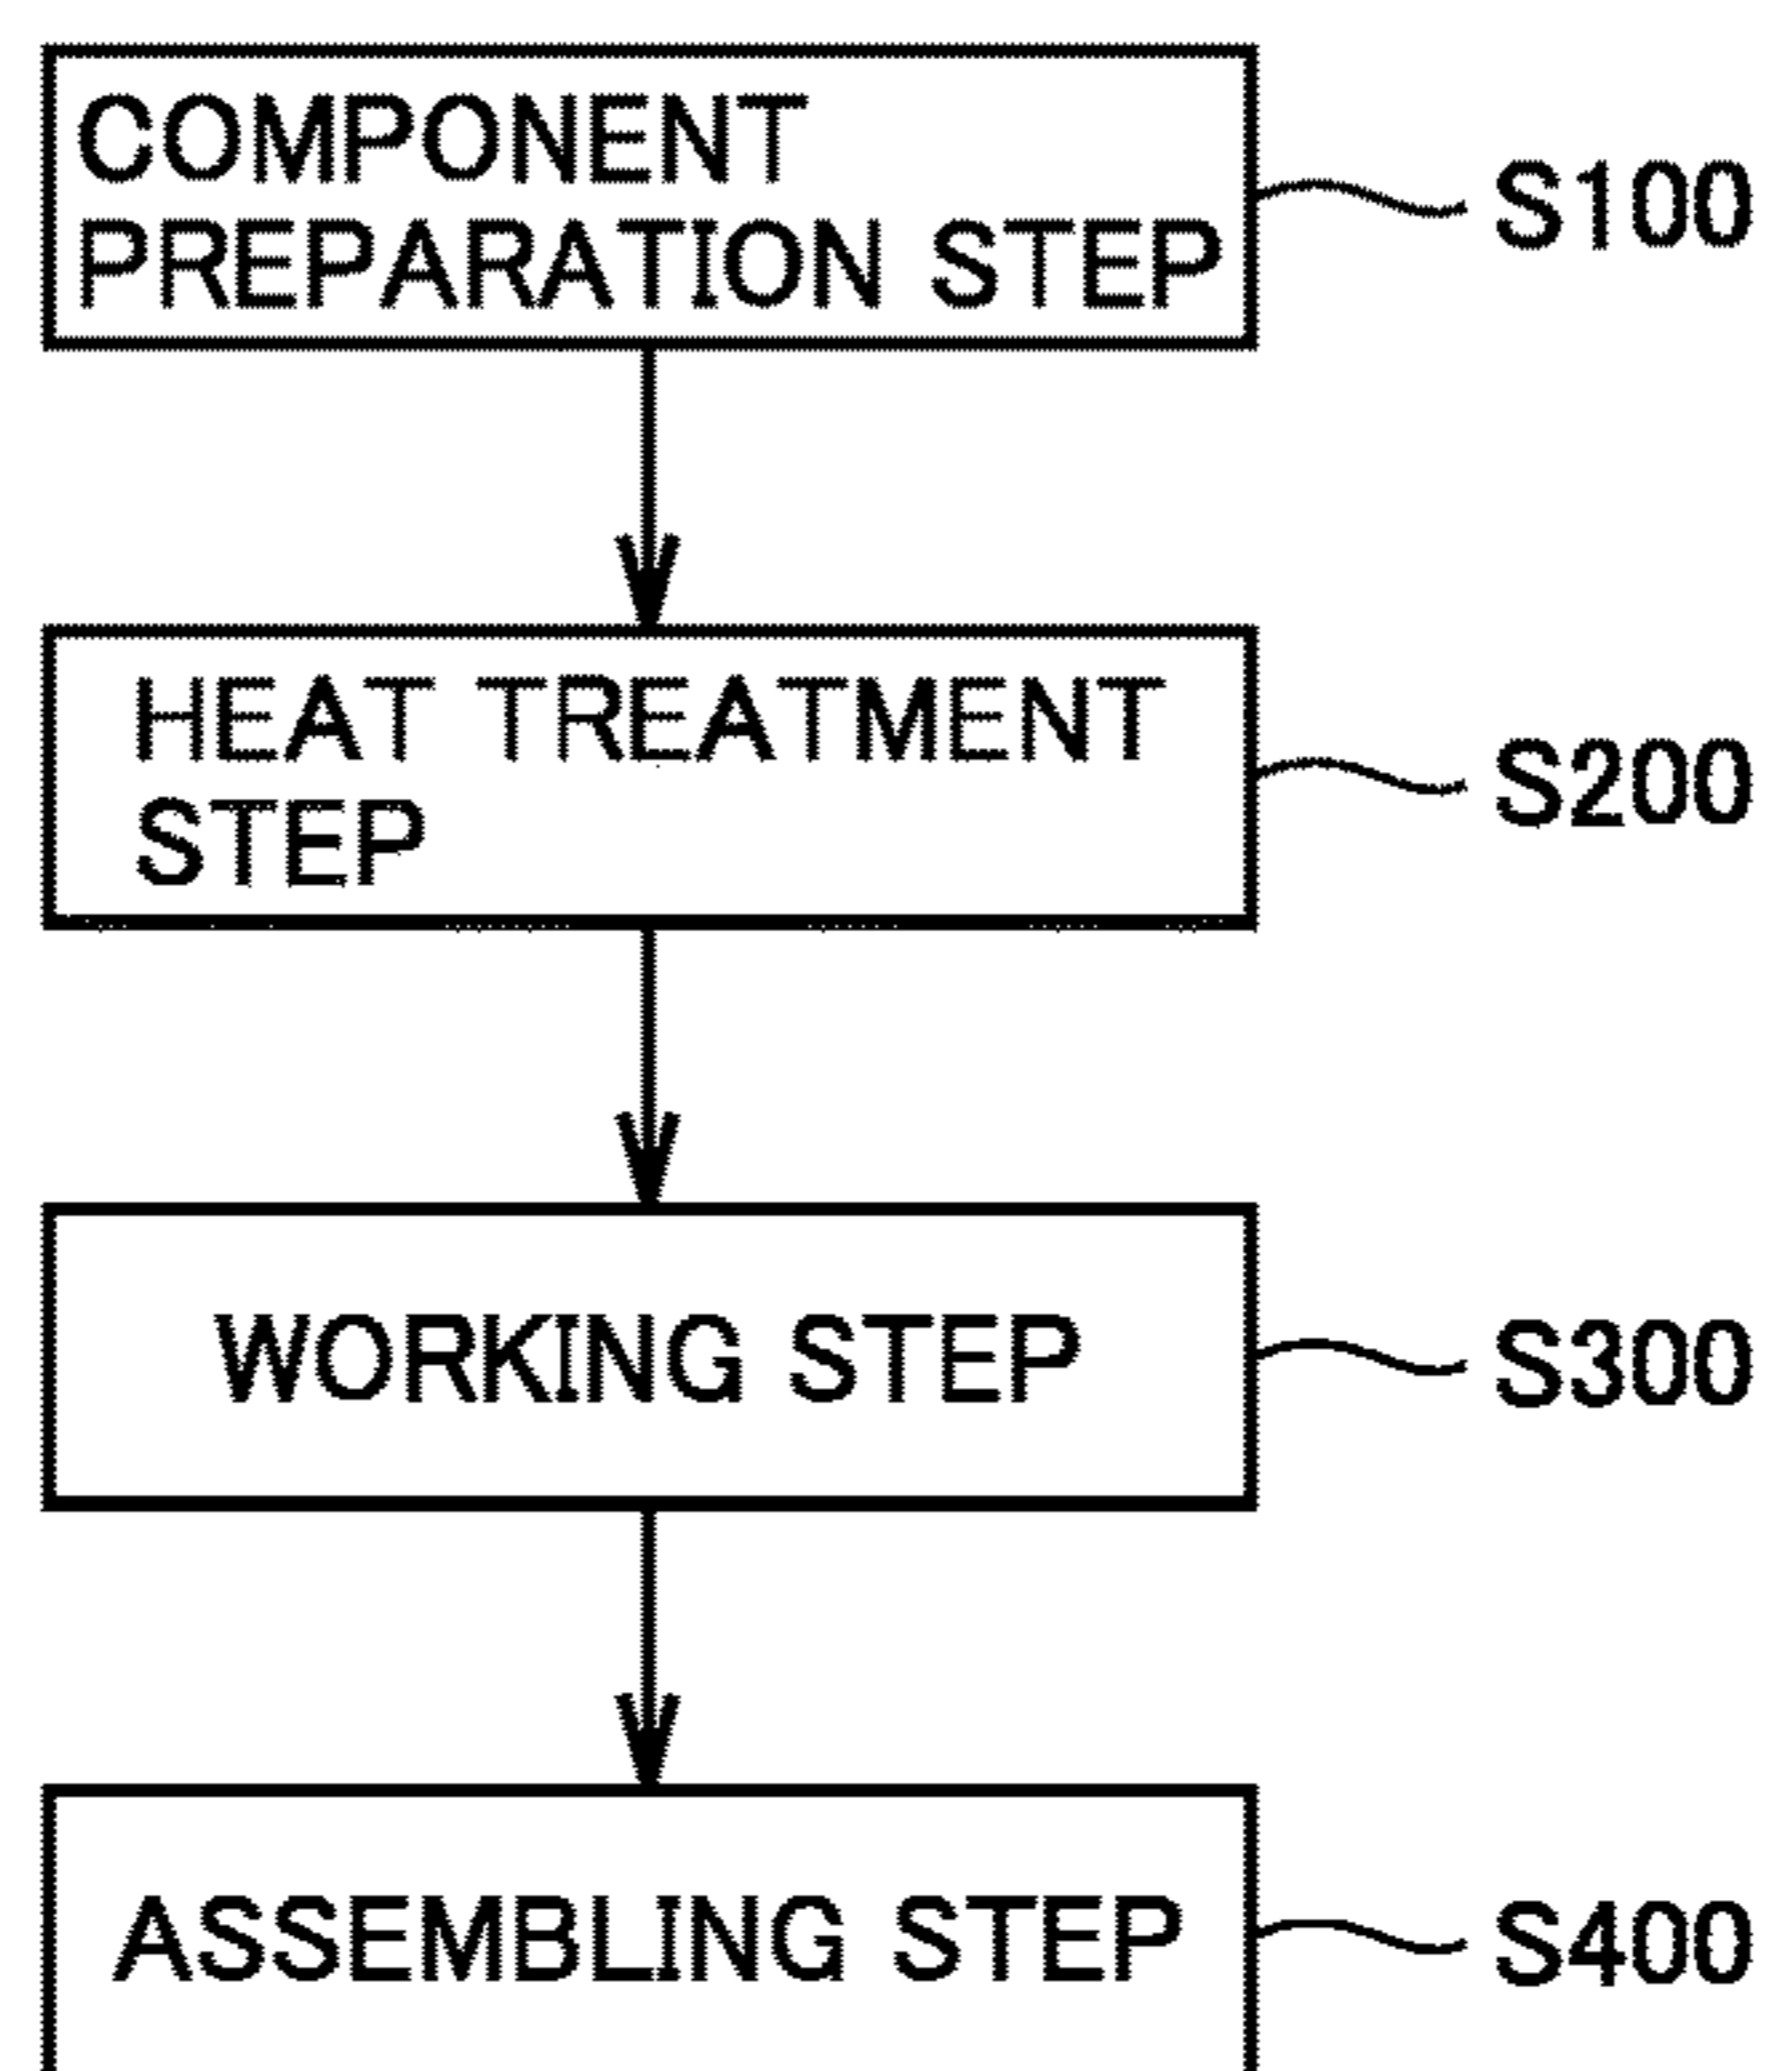 COMPONENT
PREPARATION STEP
S100
HEAT TREATMENT
STEP
S200
WORKING STEP
S300
ASSEMBLING STEP
S400